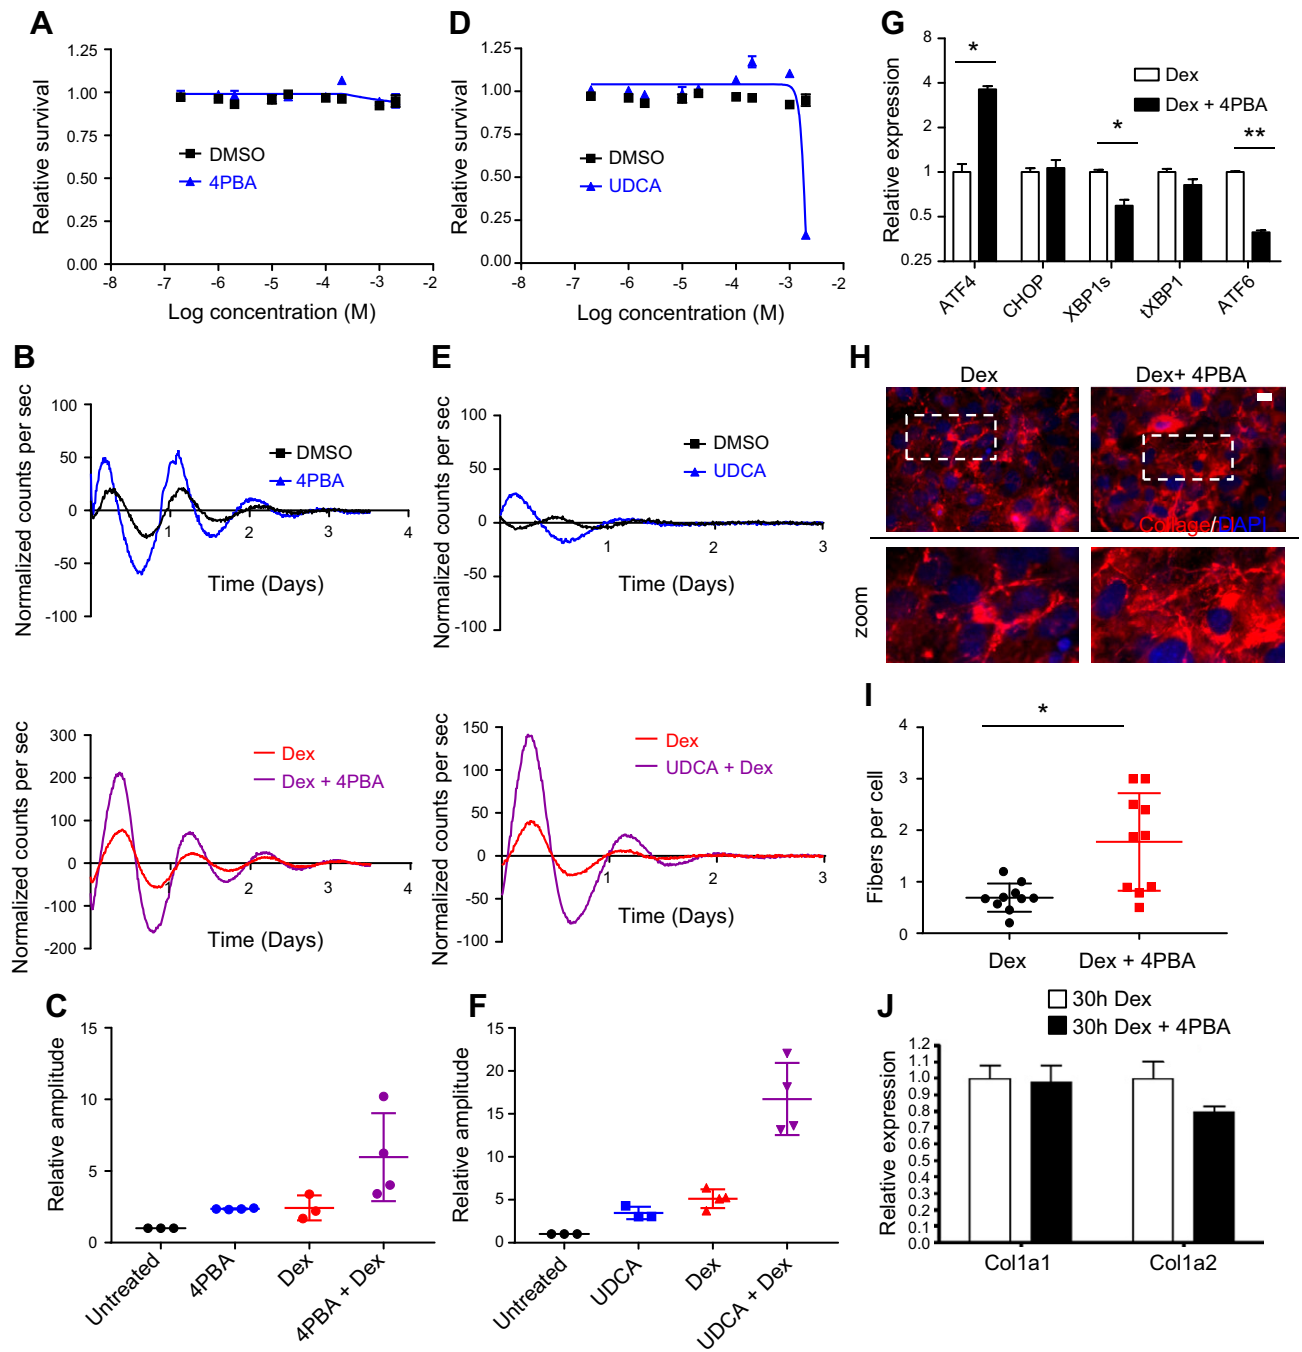 A
1.25
1.00
0.75
0.50
0.25
0.00
Relative survival
DMSO
4PBA
-8 -7 -6 -5 -4 -3 -2
Log concentration (M)
D
1.25
1.00
0.75
0.50
0.25
0.00
Relative survival
DMSO
UDCA
-8 -7 -6 -5 -4 -3 -2
Log concentration (M)
G
8
4
2
1
0.5
0.25
Relative expression
Dex
Dex + 4PBA
*
*
**
ATF4 CHOP XBP1s tXBP1 ATF6
B
100
50
0
-50
-100
Normalized counts per sec
DMSO
4PBA
1 2 3 4
Time (Days)
300
200
100
0
-100
-200
Normalized counts per sec
Dex
Dex + 4PBA
1 2 3 4
Time (Days)
E
100
50
0
-50
-100
Normalized counts per sec
DMSO
UDCA
1 2 3
Time (Days)
150
100
50
0
-50
-100
Normalized counts per sec
Dex
UDCA + Dex
1 2 3
Time (Days)
H
Dex
Dex+ 4PBA
Collage/DAPI
zoom
I
4
3
2
1
0
Fibers per cell
*
Dex
Dex + 4PBA
C
15
10
5
0
Relative amplitude
Untreated 4PBA Dex 4PBA + Dex
F
25
20
15
10
5
0
Relative amplitude
Untreated UDCA Dex UDCA + Dex
J
30h Dex
30h Dex + 4PBA
1.2
1.1
1.0
0.9
0.8
0.7
0.6
0.5
0.4
0.3
0.2
0.1
0.0
Relative expression
Col1a1
Col1a2